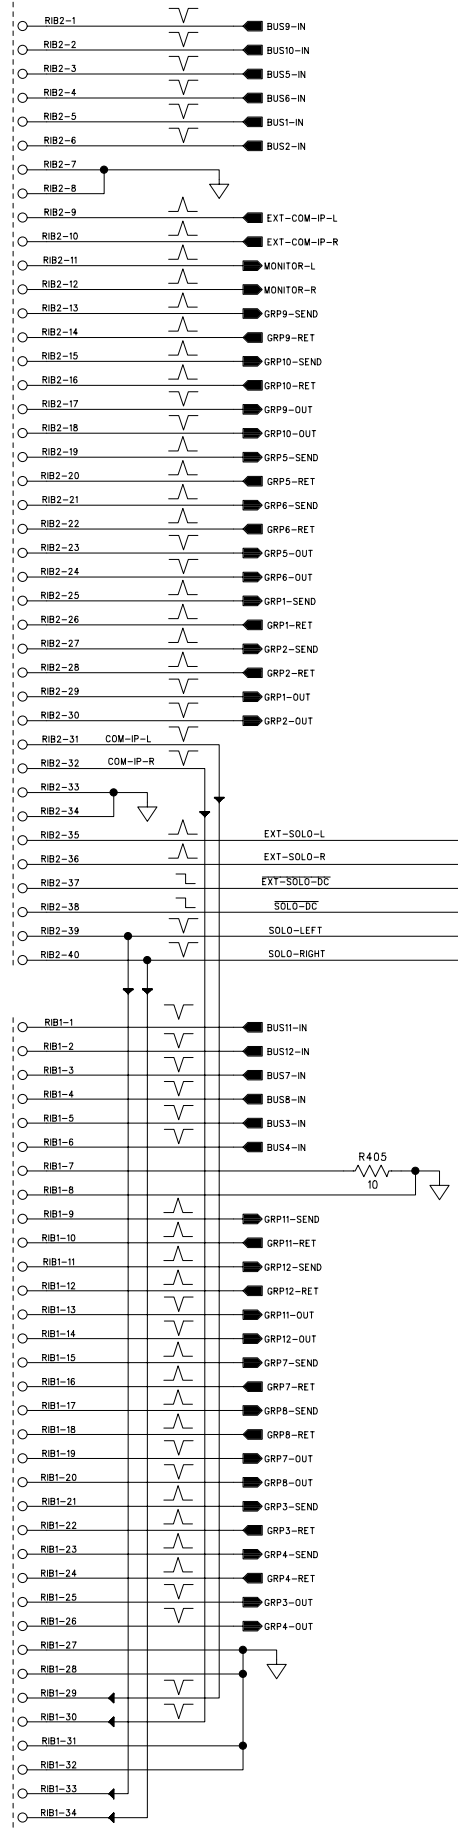 RIB2-1 BUS9-IN
RIB2-2 BUS10-IN
RIB2-3 BUS5-IN
RIB2-4 BUS6-IN
RIB2-5 BUS1-IN
RIB2-6 BUS2-IN
RIB2-7
RIB2-8
RIB2-9 EXT-COM-IP-L
RIB2-10 EXT-COM-IP-R
RIB2-11 MONITOR-L
RIB2-12 MONITOR-R
RIB2-13 GRP9-SEND
RIB2-14 GRP9-RET
RIB2-15 GRP10-SEND
RIB2-16 GRP10-RET
RIB2-17 GRP9-OUT
RIB2-18 GRP10-OUT
RIB2-19 GRP5-SEND
RIB2-20 GRP5-RET
RIB2-21 GRP6-SEND
RIB2-22 GRP6-RET
RIB2-23 GRP5-OUT
RIB2-24 GRP6-OUT
RIB2-25 GRP1-SEND
RIB2-26 GRP1-RET
RIB2-27 GRP2-SEND
RIB2-28 GRP2-RET
RIB2-29 GRP1-OUT
RIB2-30 GRP2-OUT
RIB2-31 COM-IP-L
RIB2-32 COM-IP-R
RIB2-33
RIB2-34
RIB2-35 EXT-SOLO-L
RIB2-36 EXT-SOLO-R
RIB2-37 EXT-SOLO-DC
RIB2-38 SOLO-DC
RIB2-39 SOLO-LEFT
RIB2-40 SOLO-RIGHT
RIB1-1 BUS11-IN
RIB1-2 BUS12-IN
RIB1-3 BUS7-IN
RIB1-4 BUS8-IN
RIB1-5 BUS3-IN
RIB1-6 BUS4-IN
RIB1-7 R405
10
RIB1-8
RIB1-9 GRP11-SEND
RIB1-10 GRP11-RET
RIB1-11 GRP12-SEND
RIB1-12 GRP12-RET
RIB1-13 GRP11-OUT
RIB1-14 GRP12-OUT
RIB1-15 GRP7-SEND
RIB1-16 GRP7-RET
RIB1-17 GRP8-SEND
RIB1-18 GRP8-RET
RIB1-19 GRP7-OUT
RIB1-20 GRP8-OUT
RIB1-21 GRP3-SEND
RIB1-22 GRP3-RET
RIB1-23 GRP4-SEND
RIB1-24 GRP4-RET
RIB1-25 GRP3-OUT
RIB1-26 GRP4-OUT
RIB1-27
RIB1-28
RIB1-29
RIB1-30
RIB1-31
RIB1-32
RIB1-33
RIB1-34